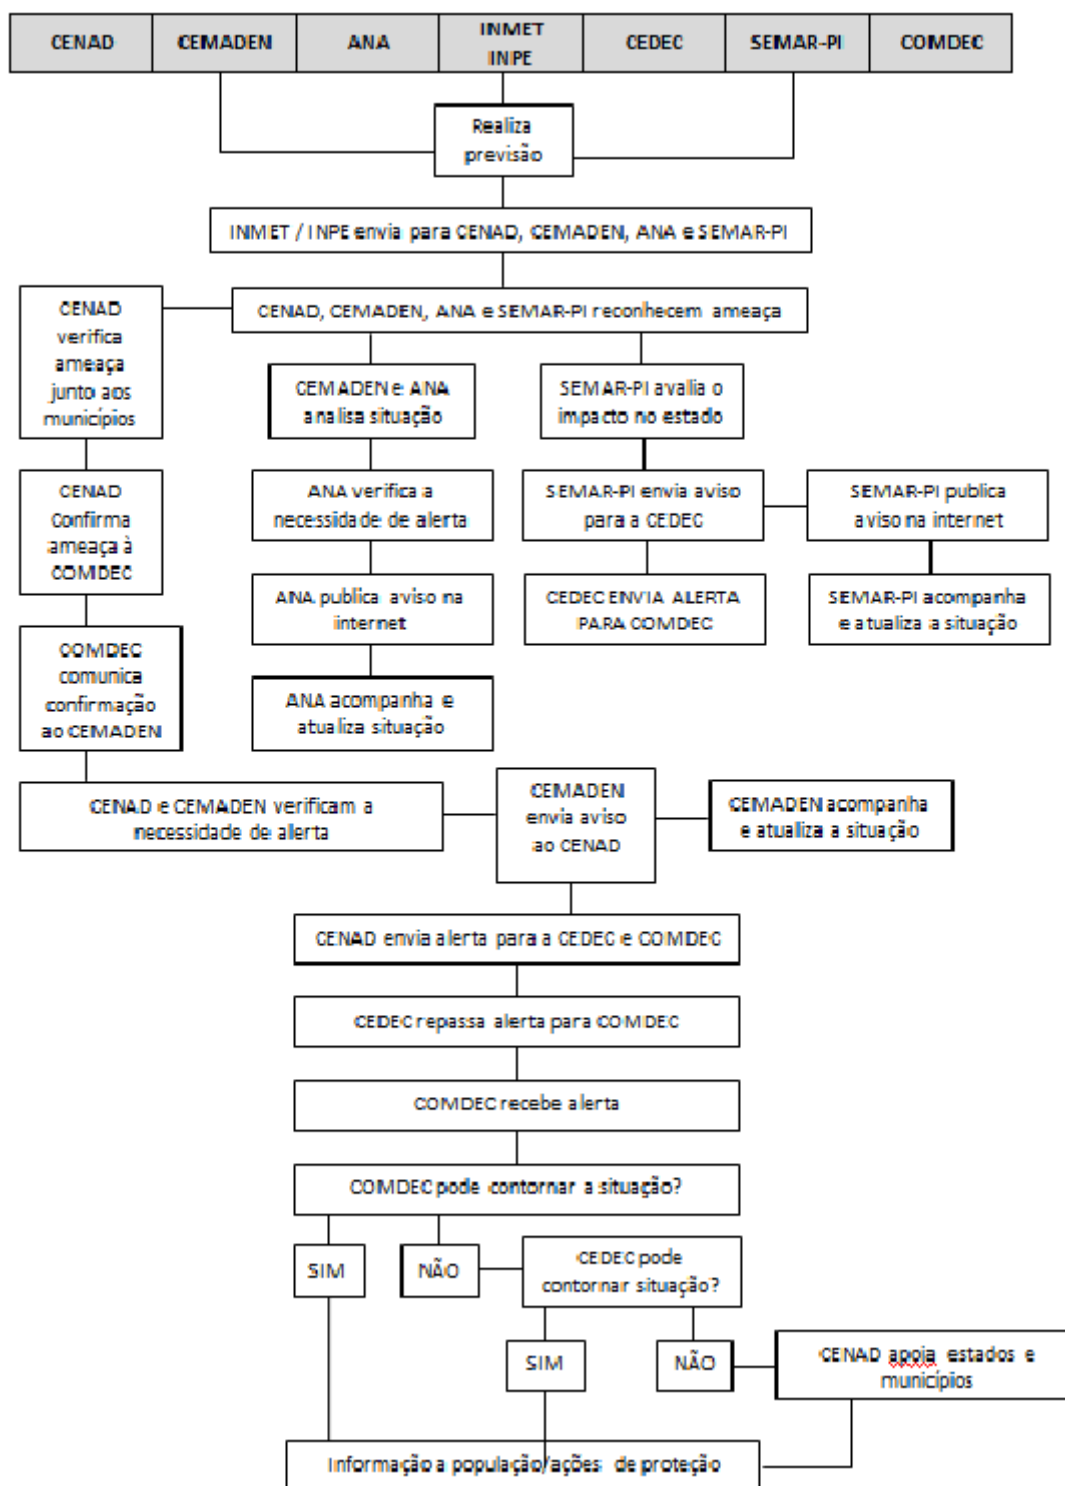 CENAD
CEMADEN
ANA
INMET
INPE
CEDEC
SEMAR-PI
COMDEC
Realiza
previsão
INMET / INPE envia para CENAD, CEMADEN, ANA e SEMAR-PI
CENAD, CEMADEN, ANA e SEMAR-PI reconhecem ameaça
CENAD
verifica
ameaça
junto aos
municípios
CEMADEN e ANA
analisa situação
SEMAR-PI avalia o
impacto no estado
CENAD
Confirma
ameaça à
COMDEC
ANA verifica a
necessidade de alerta
SEMAR-PI envia aviso
para a CEDEC
SEMAR-PI publica
aviso na internet
ANA publica aviso na
internet
CEDEC ENVIA ALERTA
PARA COMDEC
SEMAR-PI acompanha
e atualiza a situação
COMDEC
comunica
confirmação
ao CEMADEN
ANA acompanha e
atualiza situação
CENAD e CEMADEN verificam a
necessidade de alerta
CEMADEN
envia aviso
ao CENAD
CEMADEN acompanha
e atualiza a situação
CENAD envia alerta para a CEDEC e COMDEC
CEDEC repassa alerta para COMDEC
COMDEC recebe alerta
COMDEC pode contornar a situação?
SIM
NÃO
CEDEC pode
contornar situação?
SIM
NÃO
CENAD apoia estados e
municípios
Informação a população/ações de proteção